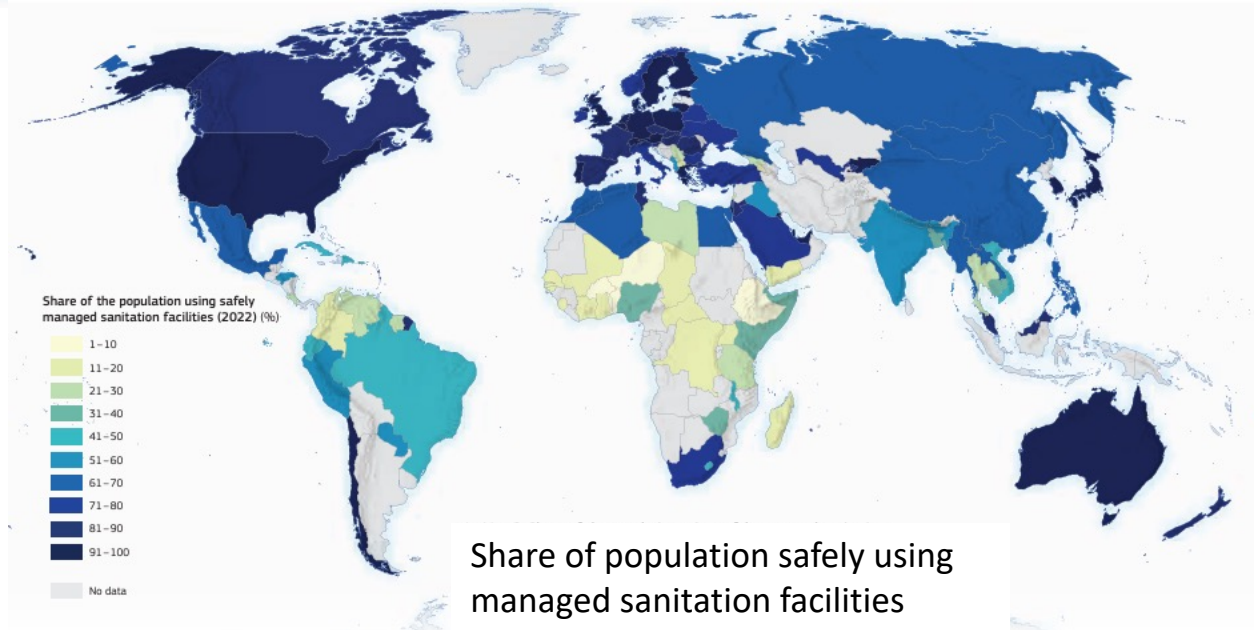 Share of the population using safely
managed sanitation facilities (2022) (%)
1–10
11–20
21–30
31–40
41–50
51–60
61–70
71–80
81–90
91–100
No data
Share of population safely using
managed sanitation facilities